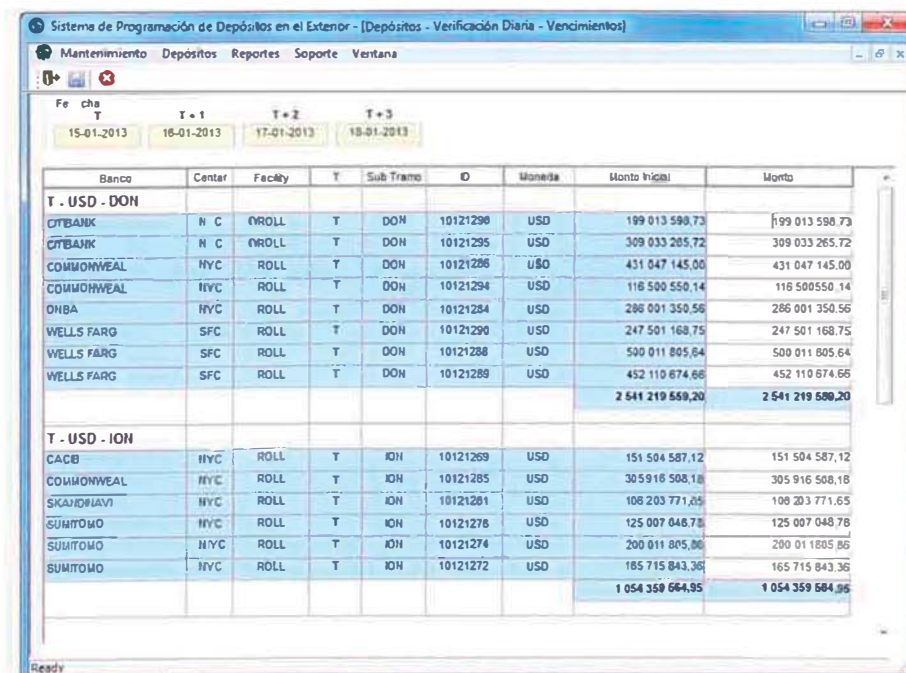 Sistema de Programación de Depósitos en el Exterior - [Depósitos - Verificación Diaria - Vencimientos]
Mantenimiento Depósitos Reportes Soporte Ventana
Fe cha
T T + 1 T + 2 T + 3
15-01-2013 16-01-2013 17-01-2013 18-01-2013
Banco Center Facility T Sub Tramo ID Moneda Monto Inicial Monto
T - USD - DON
CITBANK N C OROLL T DON 10121296 USD 199 013 598,73 199 013 598,73
CITBANK N C OROLL T DON 10121295 USD 309 033 265,72 309 033 265,72
COMMONWEAL NYC ROLL T DON 10121286 USD 431 047 145,00 431 047 145,00
COMMONWEAL NYC ROLL T DON 10121294 USD 116 500 550,14 116 500550 ,14
ONBA NYC ROLL T DON 10121284 USD 286 001 350,56 286 001 350,56
WELLS FARG SFC ROLL T DON 10121290 USD 247 501 168,75 247 501 168,75
WELLS FARG SFC ROLL T DON 10121288 USD 500 011 805,64 500 011 805,64
WELLS FARG SFC ROLL T DON 10121289 USD 452 110 674,66 452 110 674,66
2 541 219 559,20 2 541 219 559,20
T - USD - ION
CACB NYC ROLL T ION 10121269 USD 151 504 587,12 151 504 587,12
COMMONWEAL NYC ROLL T ION 10121285 USD 305 916 508,18 305 916 508,18
SKANDINAVI NYC ROLL T ION 10121281 USD 106 203 771,65 106 203 771,65
SUMITOMO NYC ROLL T ION 10121276 USD 125 007 048,78 125 007 048,78
SUMITOMO NYC ROLL T ION 10121274 USD 200 011 805,86 200 01 1805,86
SUMITOMO NYC ROLL T ION 10121272 USD 165 715 843,36 165 715 843,36
1 054 359 564,95 1 054 359 564,95
Ready